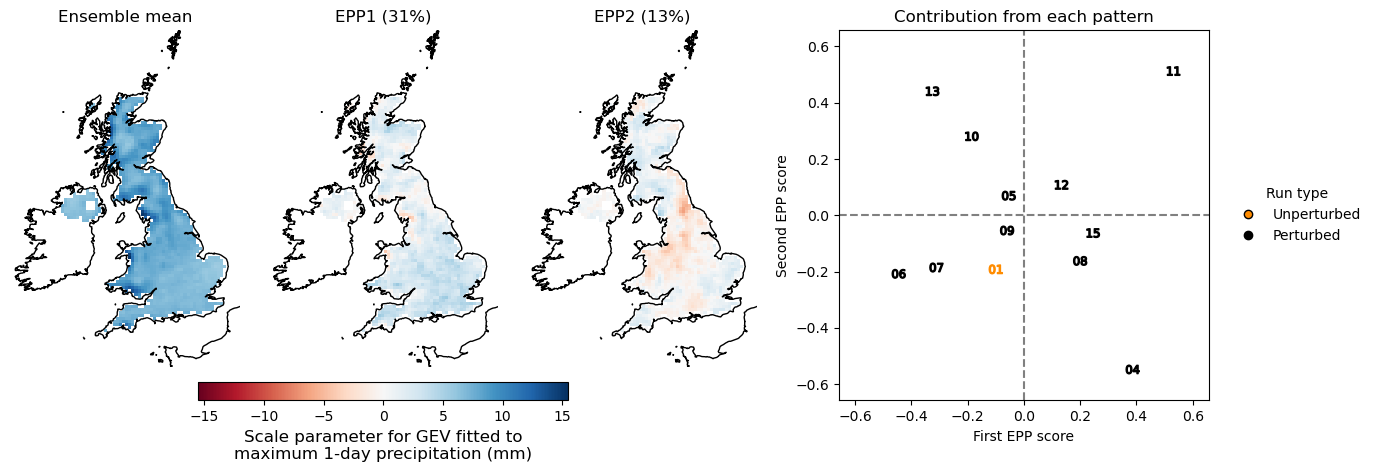 Ensemble mean
EPP1 (31%)
EPP2 (13%)
Contribution from each pattern
−15 −10 −5 0 5 10 15
Scale parameter for GEV fitted to
maximum 1-day precipitation (mm)
Second EPP score
0.6
0.4
0.2
0.0
−0.2
−0.4
−0.6
11
13
10
12
05
09
15
08
07
01
06
04
−0.6 −0.4 −0.2 0.0 0.2 0.4 0.6
First EPP score
Run type
Unperturbed
Perturbed